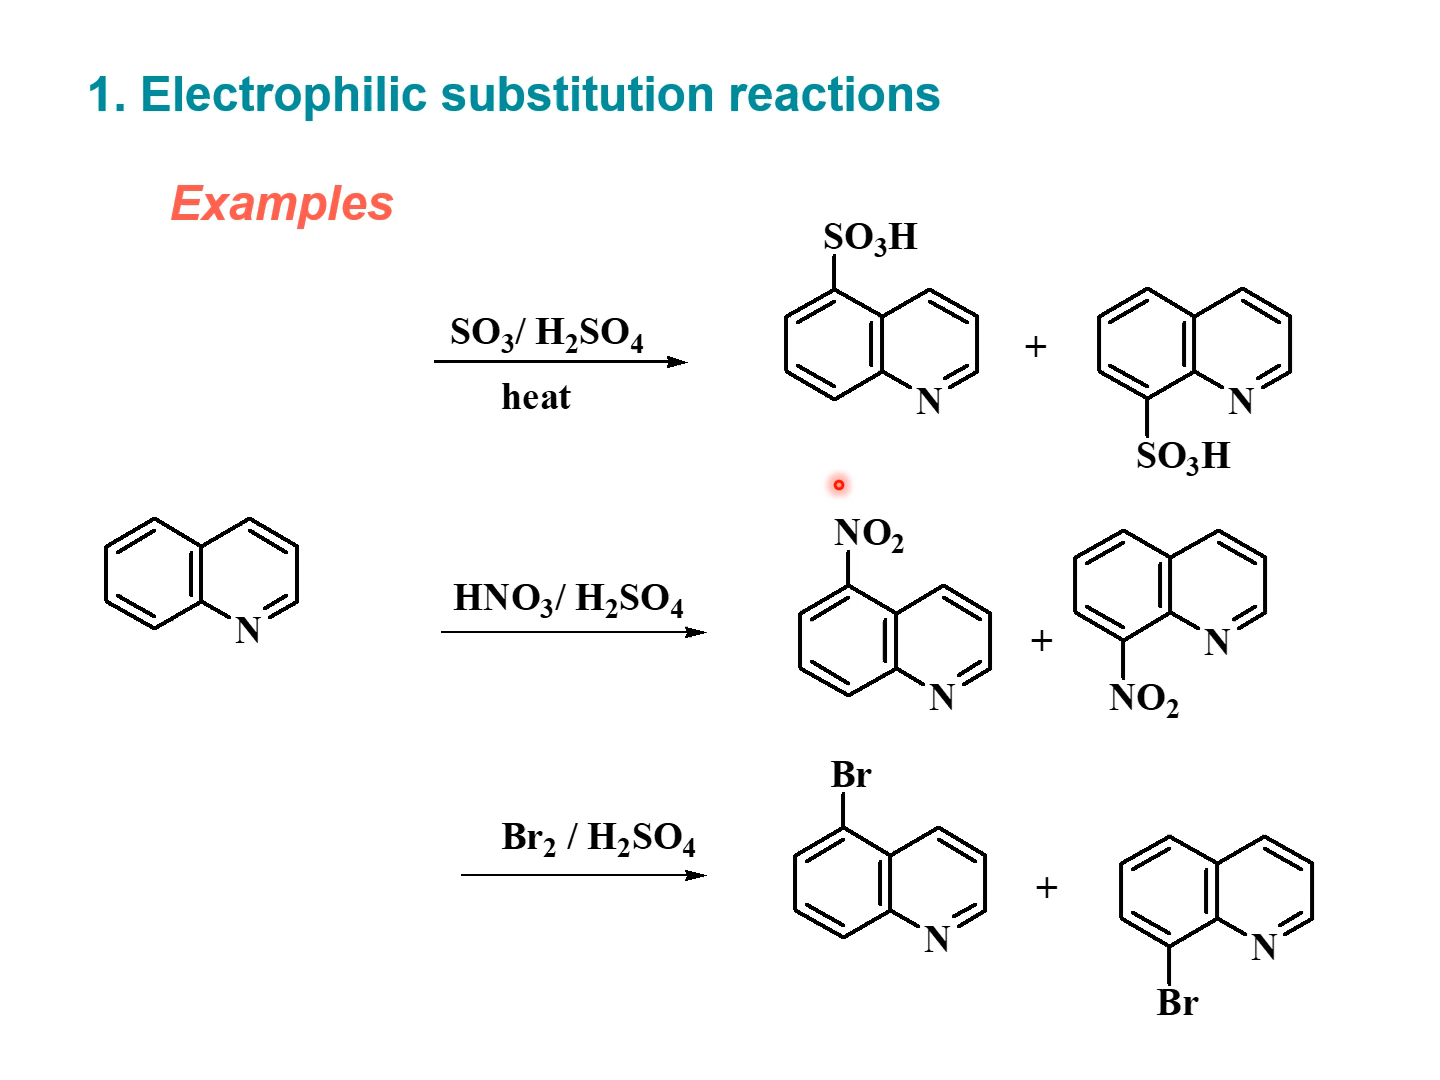 1. Electrophilic substitution reactions
Examples
SO₃H
SO₃/ H₂SO₄
heat
+
N
N
SO₃H
NO₂
HNO₃/ H₂SO₄
N
+
N
N
NO₂
Br
Br₂ / H₂SO₄
+
N
N
Br